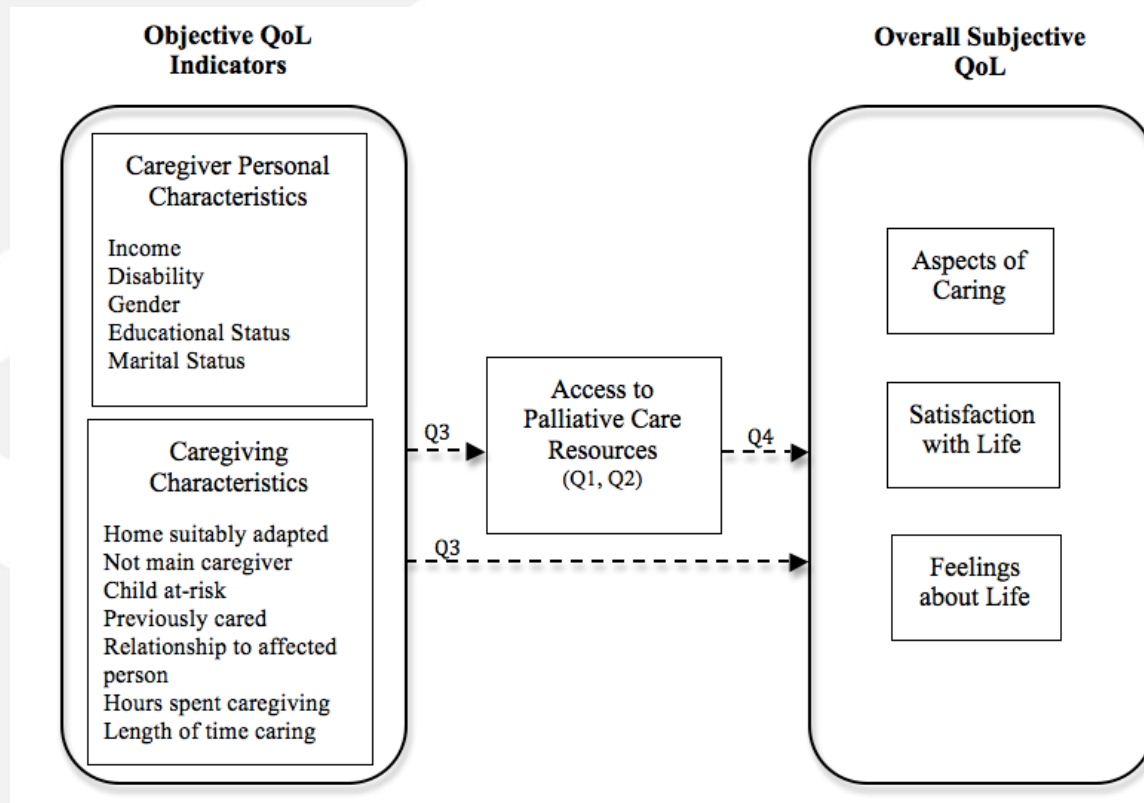 Objective QoL
Indicators
Caregiver Personal
Characteristics
Income
Disability
Gender
Educational Status
Marital Status
Caregiving
Characteristics
Home suitably adapted
Not main caregiver
Child at-risk
Previously cared
Relationship to affected
person
Hours spent caregiving
Length of time caring
Q3
Q3
Access to
Palliative Care
Resources
(Q1, Q2)
Q4
Overall Subjective
QoL
Aspects of
Caring
Satisfaction
with Life
Feelings
about Life